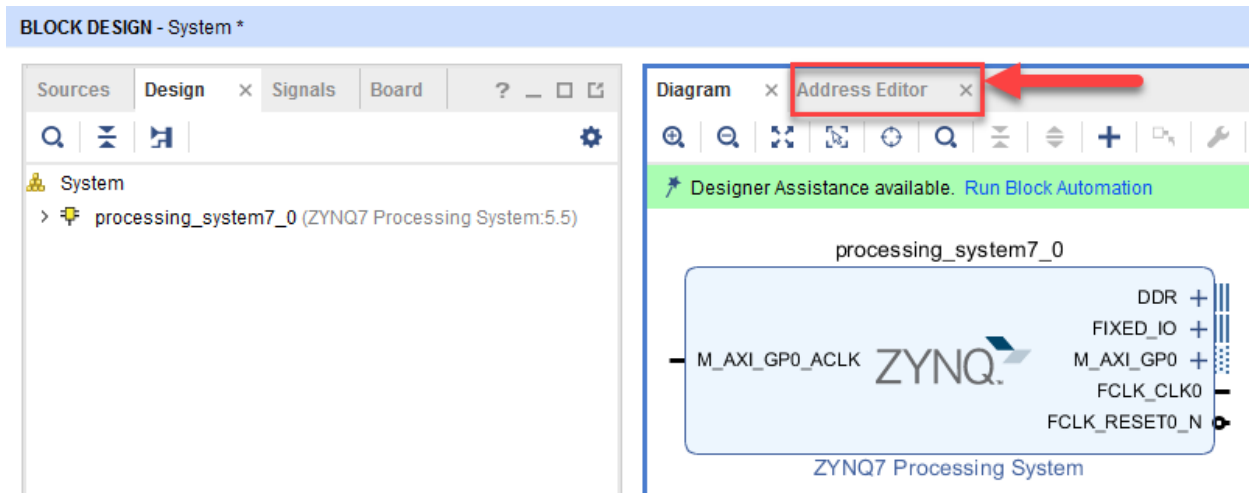 BLOCK DESIGN - System *
Sources Design × Signals Board ?
System
processing_system7_0 (ZYNQ7 Processing System:5.5)
Diagram × Address Editor ×
Designer Assistance available. Run Block Automation
processing_system7_0
DDR
FIXED_IO
M_AXI_GP0_ACLK ZYNQ. M_AXI_GP0
FCLK_CLK0
FCLK_RESET0_N
ZYNQ7 Processing System